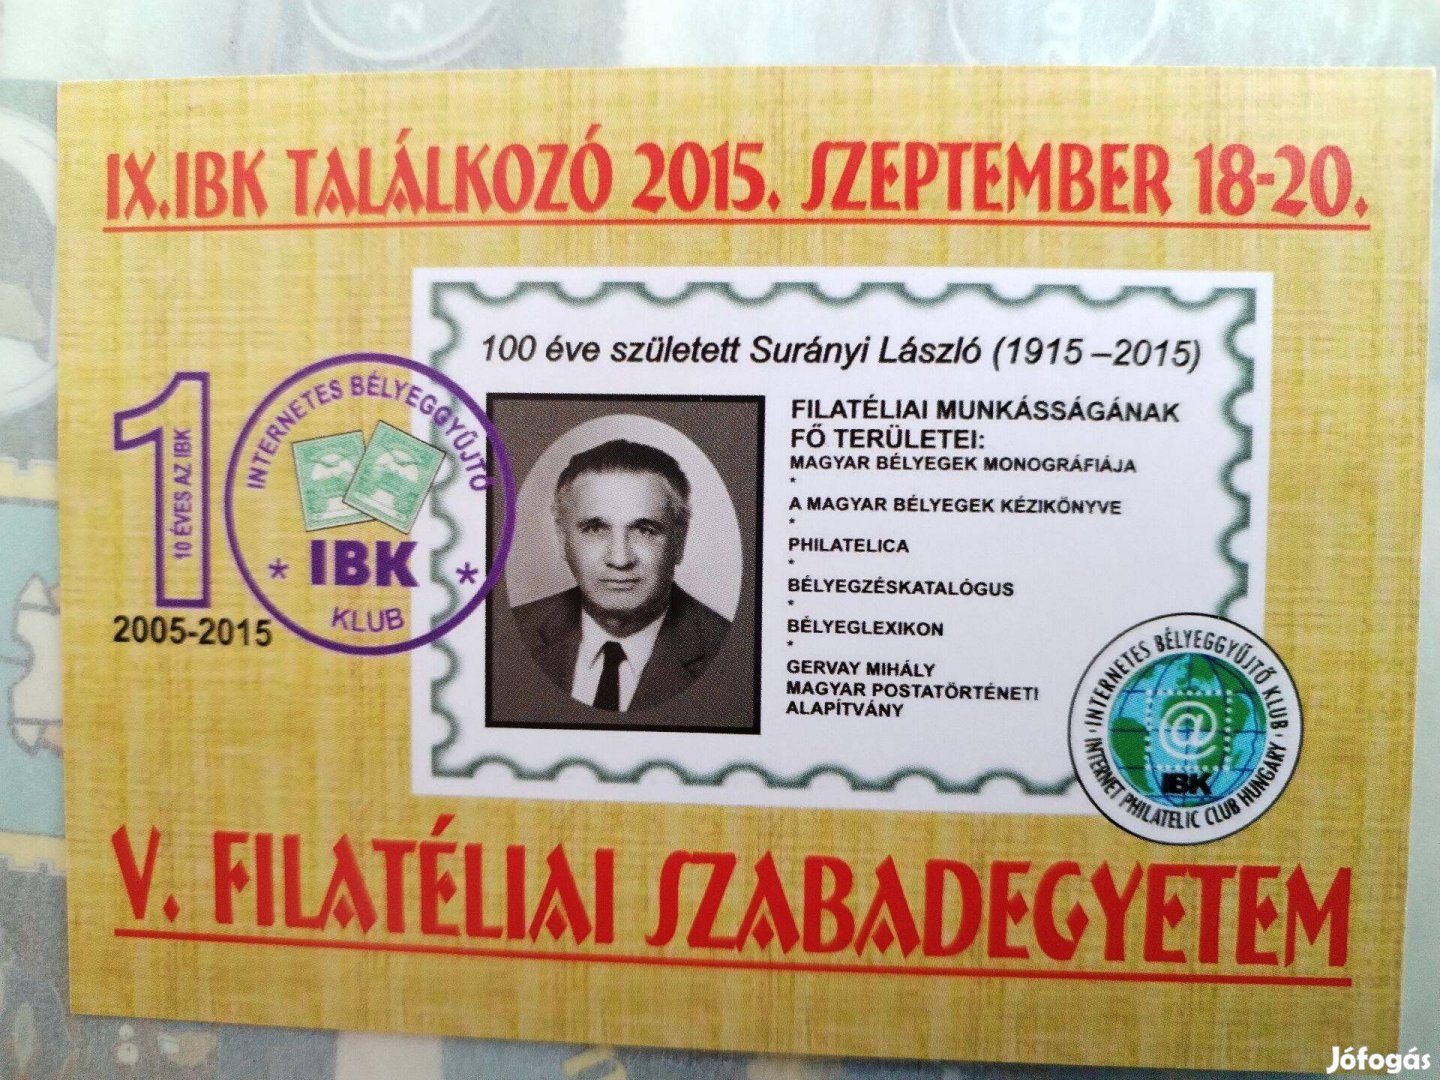 IX.IBK TALÁLKOZÓ 2015. SZEPTEMBER 18-20.
100 éve született Surányi László (1915 –2015)
10 ÉVES AZ IBK
2005-2015
INTERNETES BÉLYEGGYŰJTŐ
* IBK *
KLUB
FILATÉLIAI MUNKÁSSÁGÁNAK
FŐ TERÜLETEI:
MAGYAR BÉLYEGEK MONOGRÁFIÁJA
*
A MAGYAR BÉLYEGEK KÉZIKÖNYVE
*
PHILATELICA
*
BÉLYEGZÉSKATALÓGUS
*
BÉLYEGLEXIKON
*
GERVAY MIHÁLY
MAGYAR POSTATÖRTÉNETI
ALAPÍTVÁNY
INTERNETES BÉLYEGGYŰJTŐ KLUB
@
IBK
INTERNET PHILATELIC CLUB HUNGARY
V. FILATÉLIAI SZABADEGYETEM
Jófogás